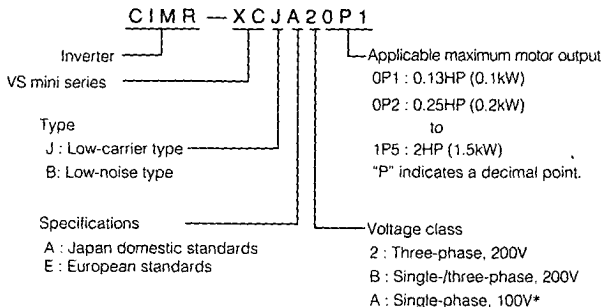 CIMR — XCJA20P1
Inverter
VS mini series
Type
J : Low-carrier type
B: Low-noise type
Specifications
A : Japan domestic standards
E : European standards
Applicable maximum motor output
0P1 : 0.13HP (0.1kW)
0P2 : 0.25HP (0.2kW)
to
1P5 : 2HP (1.5kW)
"P" indicates a decimal point.
Voltage class
2 : Three-phase, 200V
B : Single-/three-phase, 200V
A : Single-phase, 100V*